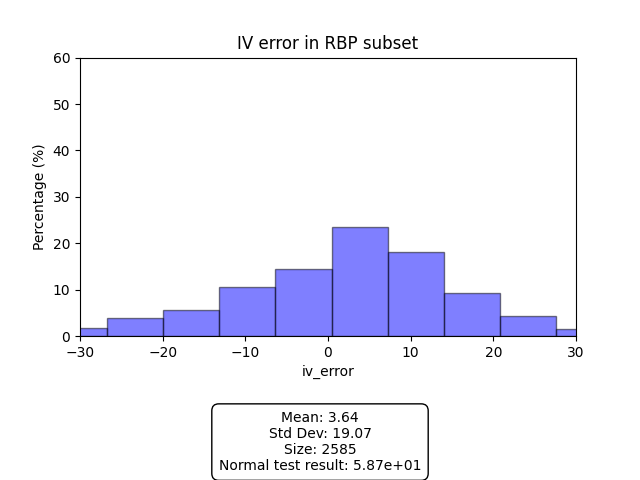 IV error in RBP subset
60
50
40
30
20
10
0
Percentage (%)
−30
−20
−10
0
10
20
30
iv_error
Mean: 3.64
Std Dev: 19.07
Size: 2585
Normal test result: 5.87e+01